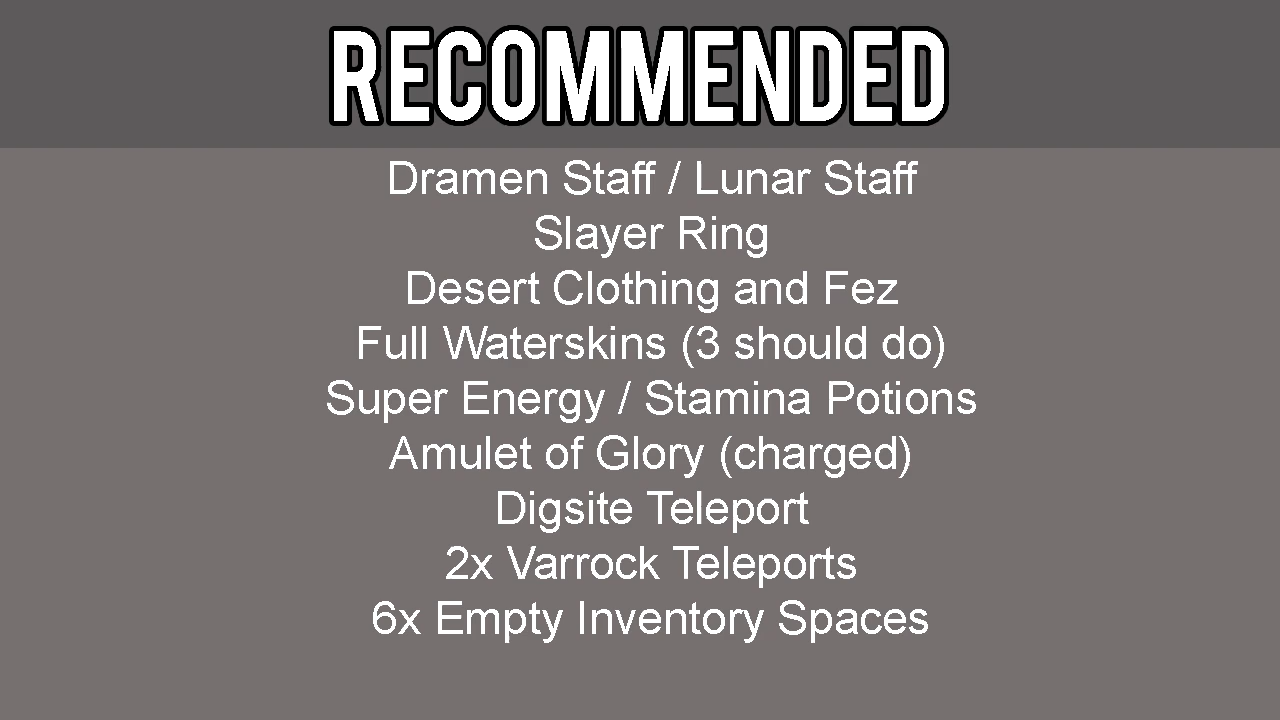 RECOMMENDED
Dramen Staff / Lunar Staff
Slayer Ring
Desert Clothing and Fez
Full Waterskins (3 should do)
Super Energy / Stamina Potions
Amulet of Glory (charged)
Digsite Teleport
2x Varrock Teleports
6x Empty Inventory Spaces